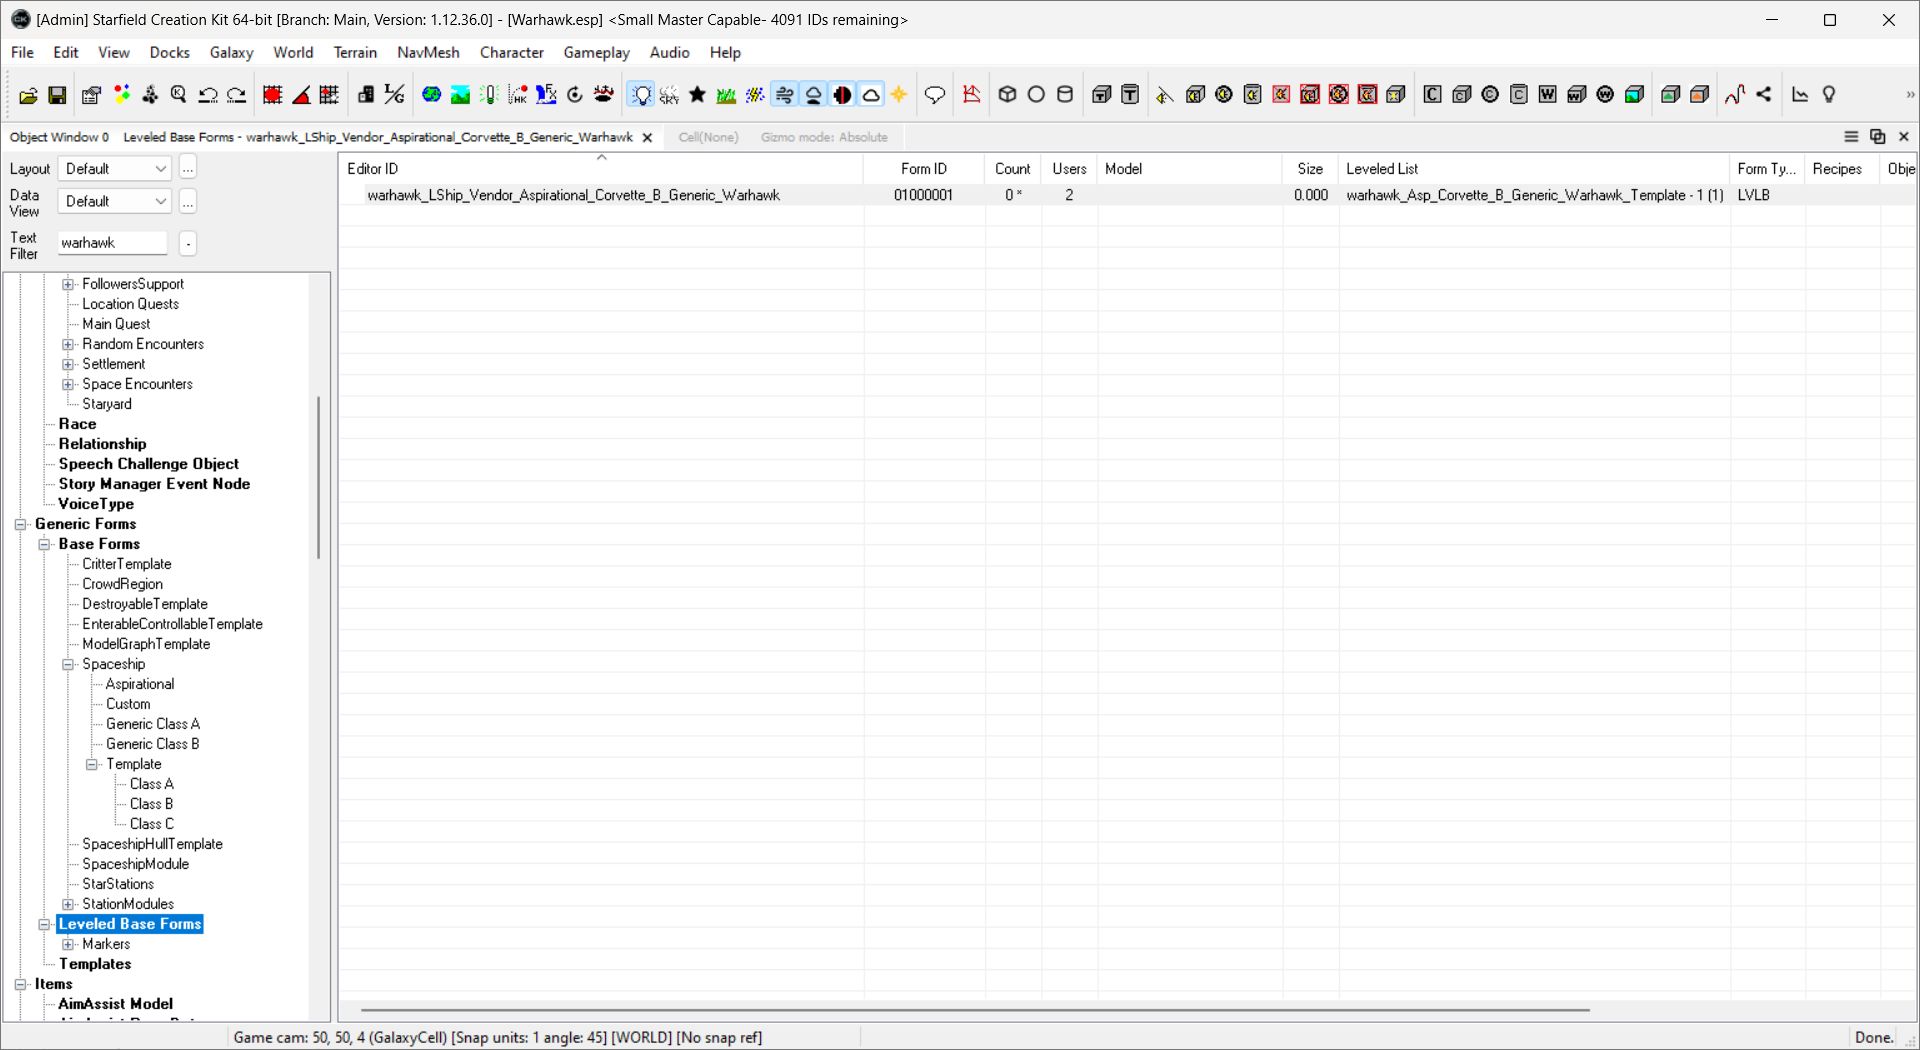 [Admin] Starfield Creation Kit 64-bit [Branch: Main, Version: 1.12.36.0] - [Warhawk.esp] <Small Master Capable- 4091 IDs remaining>
File Edit View Docks Galaxy World Terrain NavMesh Character Gameplay Audio Help
Object Window 0 Leveled Base Forms - warhawk_LShip_Vendor_Aspirational_Corvette_B_Generic_Warhawk Cell(None) Gizmo mode: Absolute
Layout Default ...
Data View Default ...
Text Filter warhawk .
Editor ID Form ID Count Users Model Size Leveled List Form Ty... Recipes Obje
warhawk_LShip_Vendor_Aspirational_Corvette_B_Generic_Warhawk 01000001 0 * 2 0.000 warhawk_Asp_Corvette_B_Generic_Warhawk_Template - 1 (1) LVLB
FollowersSupport
Location Quests
Main Quest
Random Encounters
Settlement
Space Encounters
Staryard
Race
Relationship
Speech Challenge Object
Story Manager Event Node
VoiceType
Generic Forms
Base Forms
CritterTemplate
CrowdRegion
DestroyableTemplate
EnterableControllableTemplate
ModelGraphTemplate
Spaceship
Aspirational
Custom
Generic Class A
Generic Class B
Template
Class A
Class B
Class C
SpaceshipHullTemplate
SpaceshipModule
StarStations
StationModules
Leveled Base Forms
Markers
Templates
Items
AimAssist Model
Game cam: 50, 50, 4 (GalaxyCell) [Snap units: 1 angle: 45] [WORLD] [No snap ref]
Done.